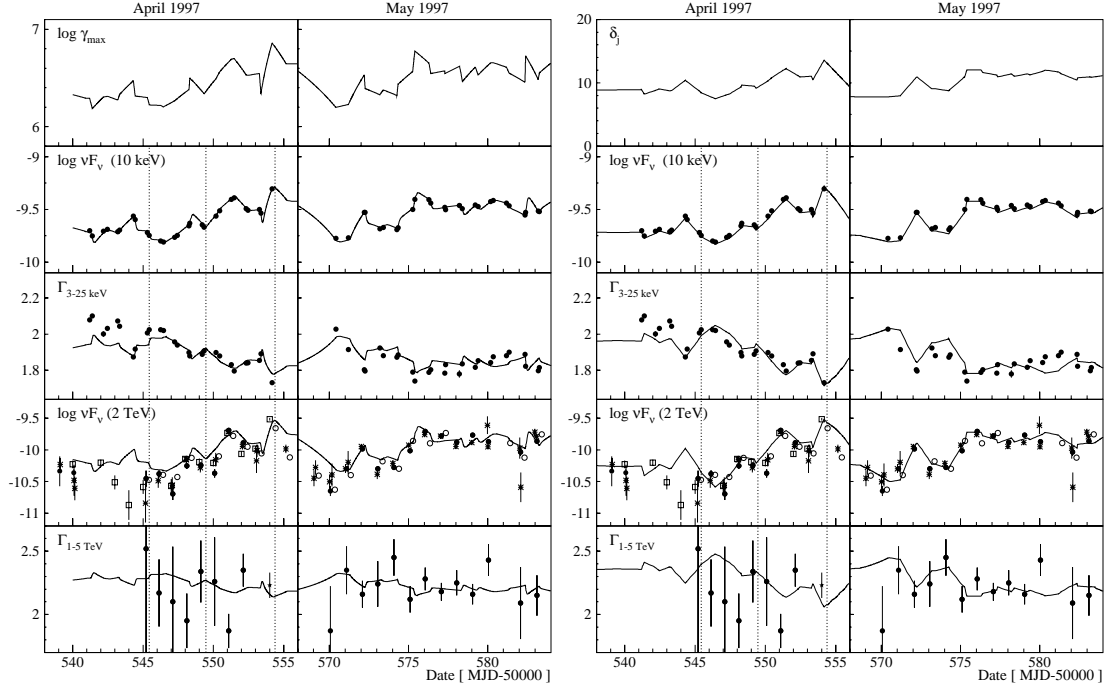 April 1997 May 1997 April 1997 May 1997
7 log γmax 20 δj
6 10
0
-9 log νFν (10 keV) -9 log νFν (10 keV)
-9.5 -9.5
-10 -10
Γ3-25 keV Γ3-25 keV
2.2 2.2
2 2
1.8 1.8
-9.5 log νFν (2 TeV) -9.5 log νFν (2 TeV)
-10 -10
-10.5 -10.5
-11 -11
Γ1-5 TeV Γ1-5 TeV
2.5 2.5
2 2
540 545 550 555 570 575 580 540 545 550 555 570 575 580
Date [ MJD-50000 ] Date [ MJD-50000 ]